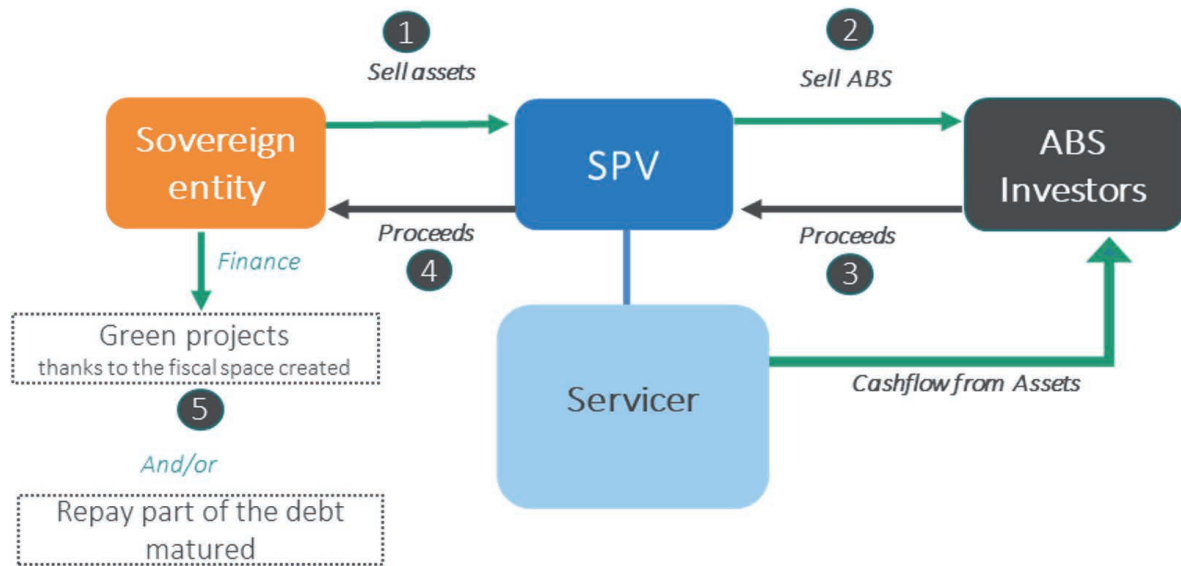 1
Sell assets
2
Sell ABS
Sovereign
entity
SPV
ABS
Investors
Proceeds
4
Proceeds
3
Finance
Green projects
thanks to the fiscal space created
5
And/or
Repay part of the debt
matured
Servicer
Cashflow from Assets